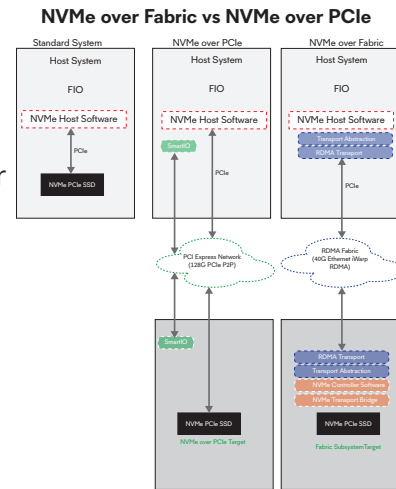 NVMe over Fabric vs NVMe over PCIe
Standard System
Host System
FIO
NVMe Host Software
PCIe
NVMe PCIe SSD
r
NVMe over PCIe
Host System
FIO
NVMe Host Software
SmartIO
PCIe
PCI Express Network
(128G PCIe P2P)
SmartIO
NVMe PCIe SSD
NVMe over PCIe Target
NVMe over Fabric
Host System
FIO
NVMe Host Software
Transport Abstraction
RDMA Transport
PCIe
RDMA Fabric
(40G Ethernet iWarp
RDMA)
RDMA Transport
Transport Abstraction
NVMe Controller Software
NVMe Transport Bridge
NVMe PCIe SSD
Fabric SubsystemTarget